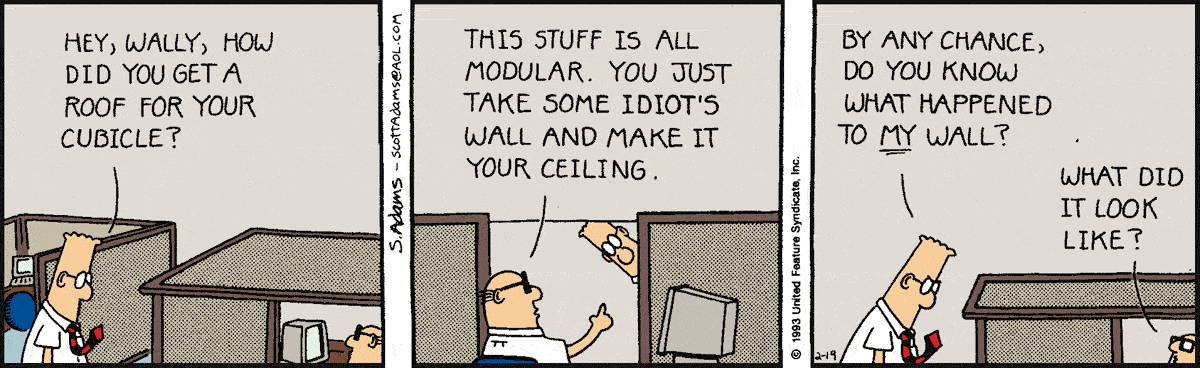 HEY, WALLY, HOW
DID YOU GET A
ROOF FOR YOUR
CUBICLE?
S. Adams – SCOTTADAMS@AOL.COM
THIS STUFF IS ALL
MODULAR. YOU JUST
TAKE SOME IDIOT'S
WALL AND MAKE IT
YOUR CEILING.
© 1993 United Feature Syndicate, Inc.
BY ANY CHANCE,
DO YOU KNOW
WHAT HAPPENED
TO MY WALL?
WHAT DID
IT LOOK
LIKE?
2-19